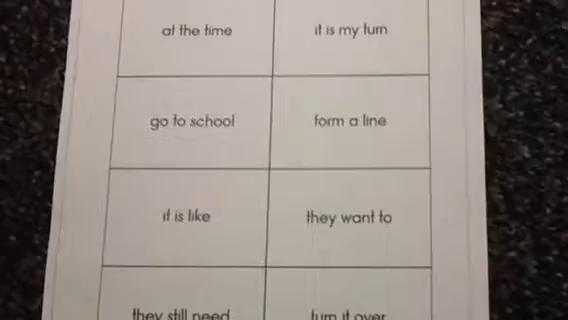 at the time
it is my turn
go to school
form a line
it is like
they want to
they still need
turn it over